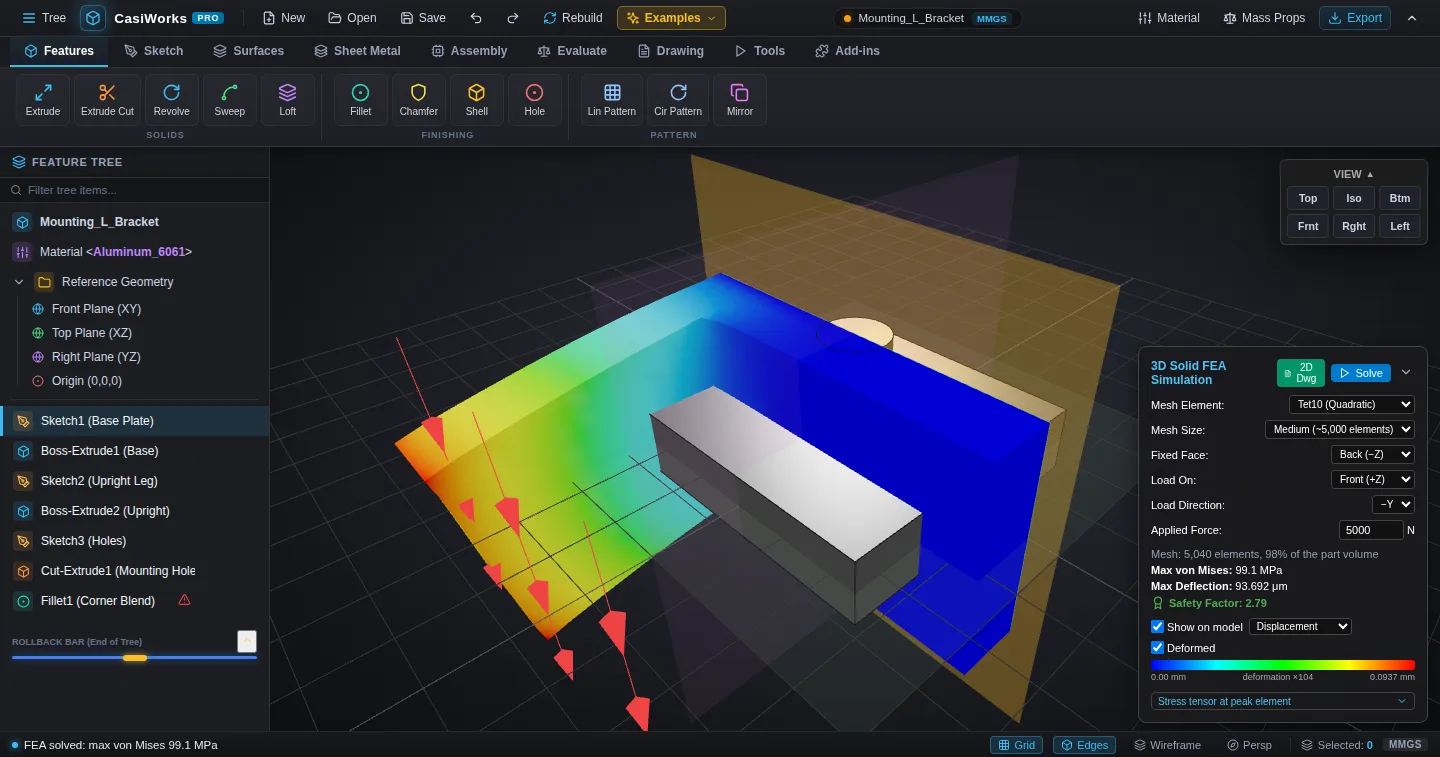 Tree CasiWorks PRO New Open Save Rebuild Examples Mounting_L_Bracket MMGS Material Mass Props Export
Features Sketch Surfaces Sheet Metal Assembly Evaluate Drawing Tools Add-ins
Extrude Extrude Cut Revolve Sweep Loft Fillet Chamfer Shell Hole Lin Pattern Cir Pattern Mirror
SOLIDS FINISHING PATTERN
FEATURE TREE
Filter tree items...
Mounting_L_Bracket
Material <Aluminum_6061>
Reference Geometry
Front Plane (XY)
Top Plane (XZ)
Right Plane (YZ)
Origin (0,0,0)
Sketch1 (Base Plate)
Boss-Extrude1 (Base)
Sketch2 (Upright Leg)
Boss-Extrude2 (Upright)
Sketch3 (Holes)
Cut-Extrude1 (Mounting Hole
Fillet1 (Corner Blend)
ROLLBACK BAR (End of Tree)
VIEW ▲
Top Iso Btm
Frnt Rght Left
3D Solid FEA
Simulation
2D
Dwg
Solve
Mesh Element: Tet10 (Quadratic)
Mesh Size: Medium (~5,000 elements)
Fixed Face: Back (−Z)
Load On: Front (+Z)
Load Direction: −Y
Applied Force: 5000 N
Mesh: 5,040 elements, 98% of the part volume
Max von Mises: 99.1 MPa
Max Deflection: 93.692 µm
Safety Factor: 2.79
Show on model Displacement
Deformed
0.00 mm deformation ×104 0.0937 mm
Stress tensor at peak element
FEA solved: max von Mises 99.1 MPa Grid Edges Wireframe Persp Selected: 0 MMGS